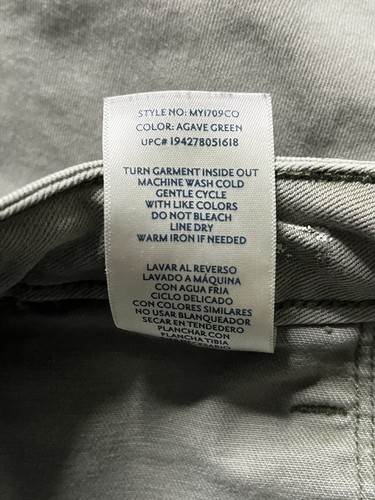 STYLE NO: MY1709CO
COLOR: AGAVE GREEN
UPC# 194278051618
TURN GARMENT INSIDE OUT
MACHINE WASH COLD
GENTLE CYCLE
WITH LIKE COLORS
DO NOT BLEACH
LINE DRY
WARM IRON IF NEEDED
LAVAR AL REVERSO
LAVADO A MÁQUINA
CON AGUA FRIA
CICLO DELICADO
CON COLORES SIMILARES
NO USAR BLANQUEADOR
SECAR EN TENDEDERO
PLANCHAR CON
PLANCHA TIBIA